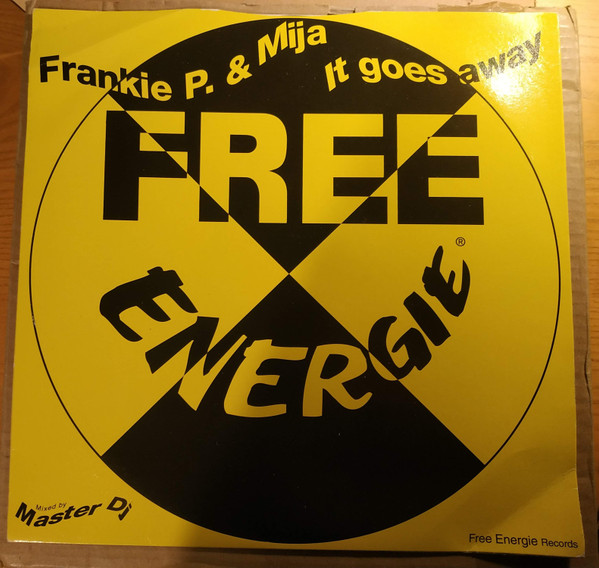 Frankie P. & Mija
It goes away
FREE
ENERGIE®
Mixed by
Master Dj
Free Energie Records